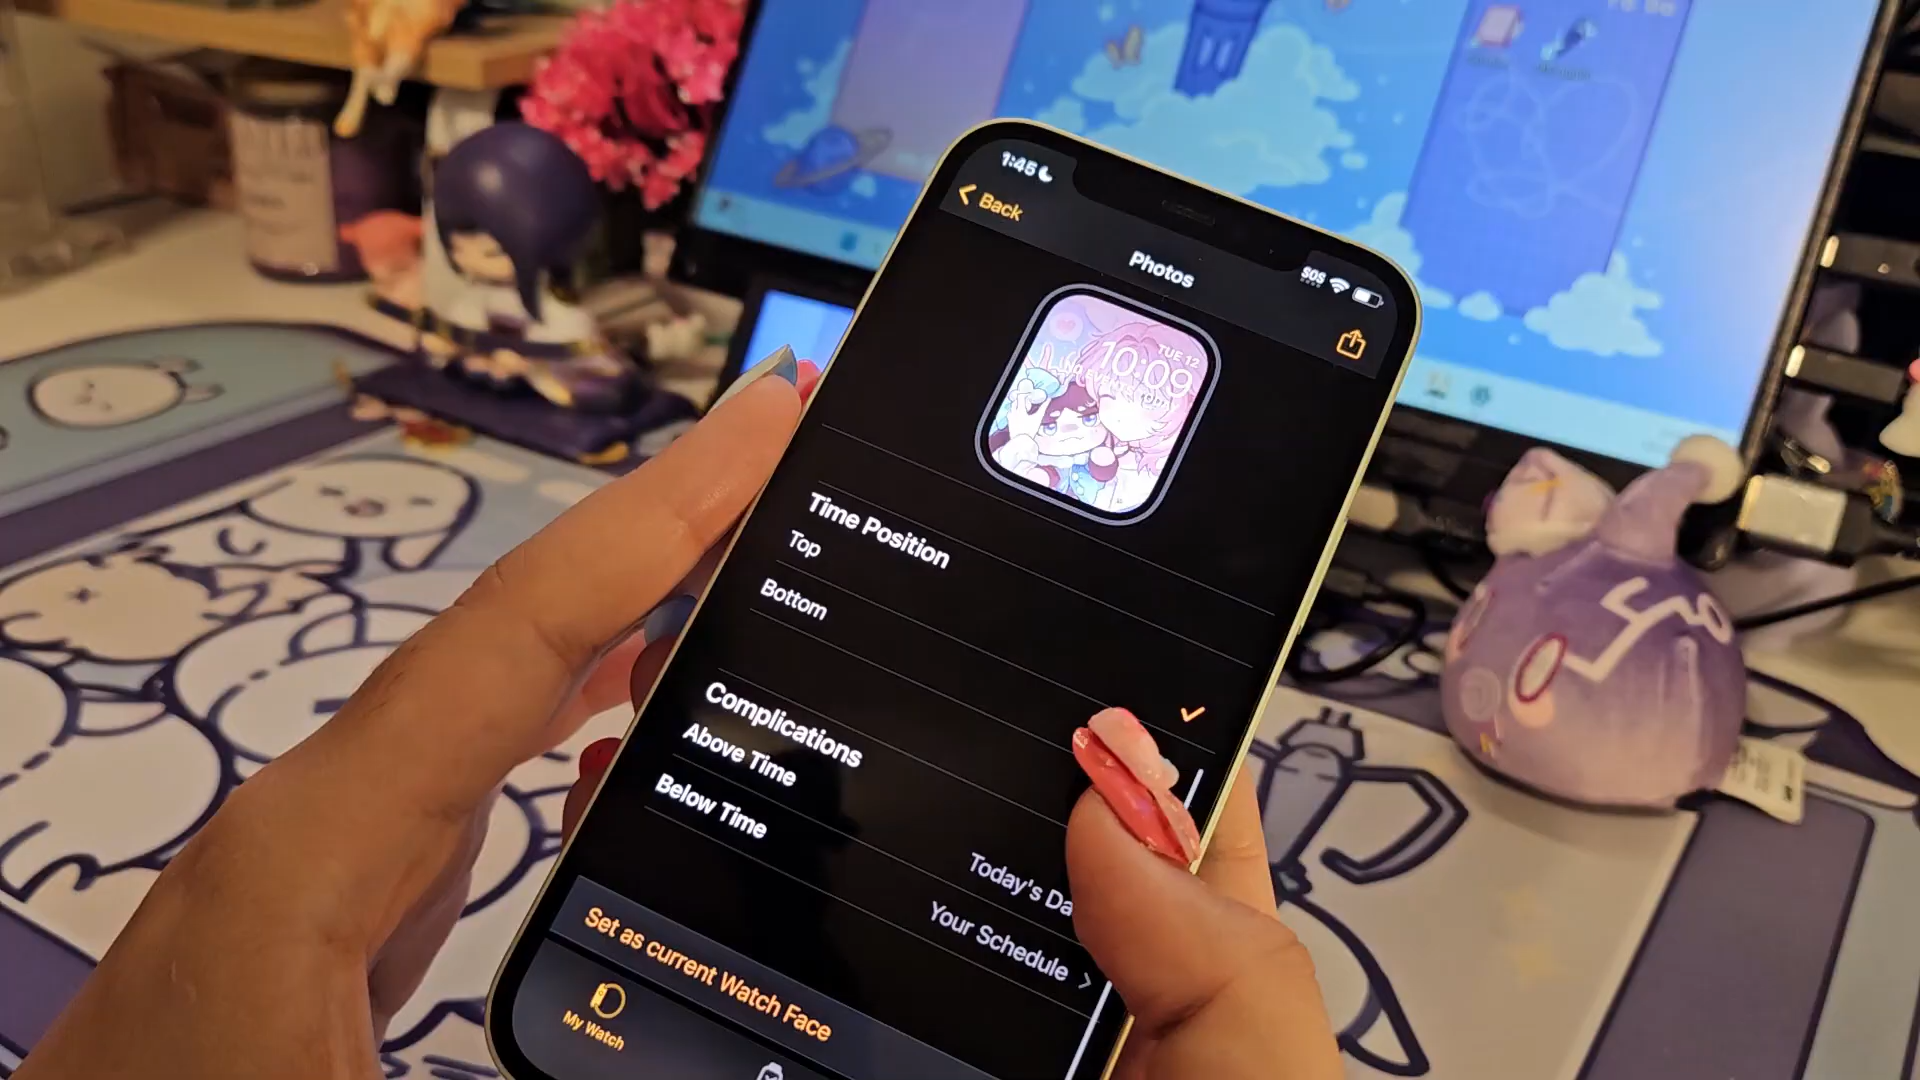 1:45
SOS
Back
Photos
TUE 12
10:09
Time Position
Top
Bottom
Complications
Above Time
Today's Da
Below Time
Your Schedule
Set as current Watch Face
My Watch